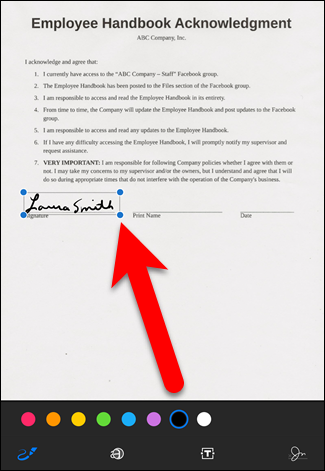 Employee Handbook Acknowledgment
ABC Company, Inc.
I acknowledge and agree that:
1. I currently have access to the “ABC Company – Staff” Facebook group.
2. The Employee Handbook has been posted to the Files section of the Facebook group.
3. I am responsible to access and read the Employee Handbook in its entirety.
4. From time to time, the Company will update the Employee Handbook and post updates to the Facebook
group.
5. I am responsible to access and read any updates to the Employee Handbook.
6. If I have any difficulty accessing the Employee Handbook, I will promptly notify my supervisor and
request assistance.
7. VERY IMPORTANT: I am responsible for following Company policies whether I agree with them or
not. I may take my concerns to my supervisor and/or the owners, but I understand and agree that I will
do so during appropriate times that do not interfere with the operation of the Company's business.
Laura Smith
Signature Print Name Date
T